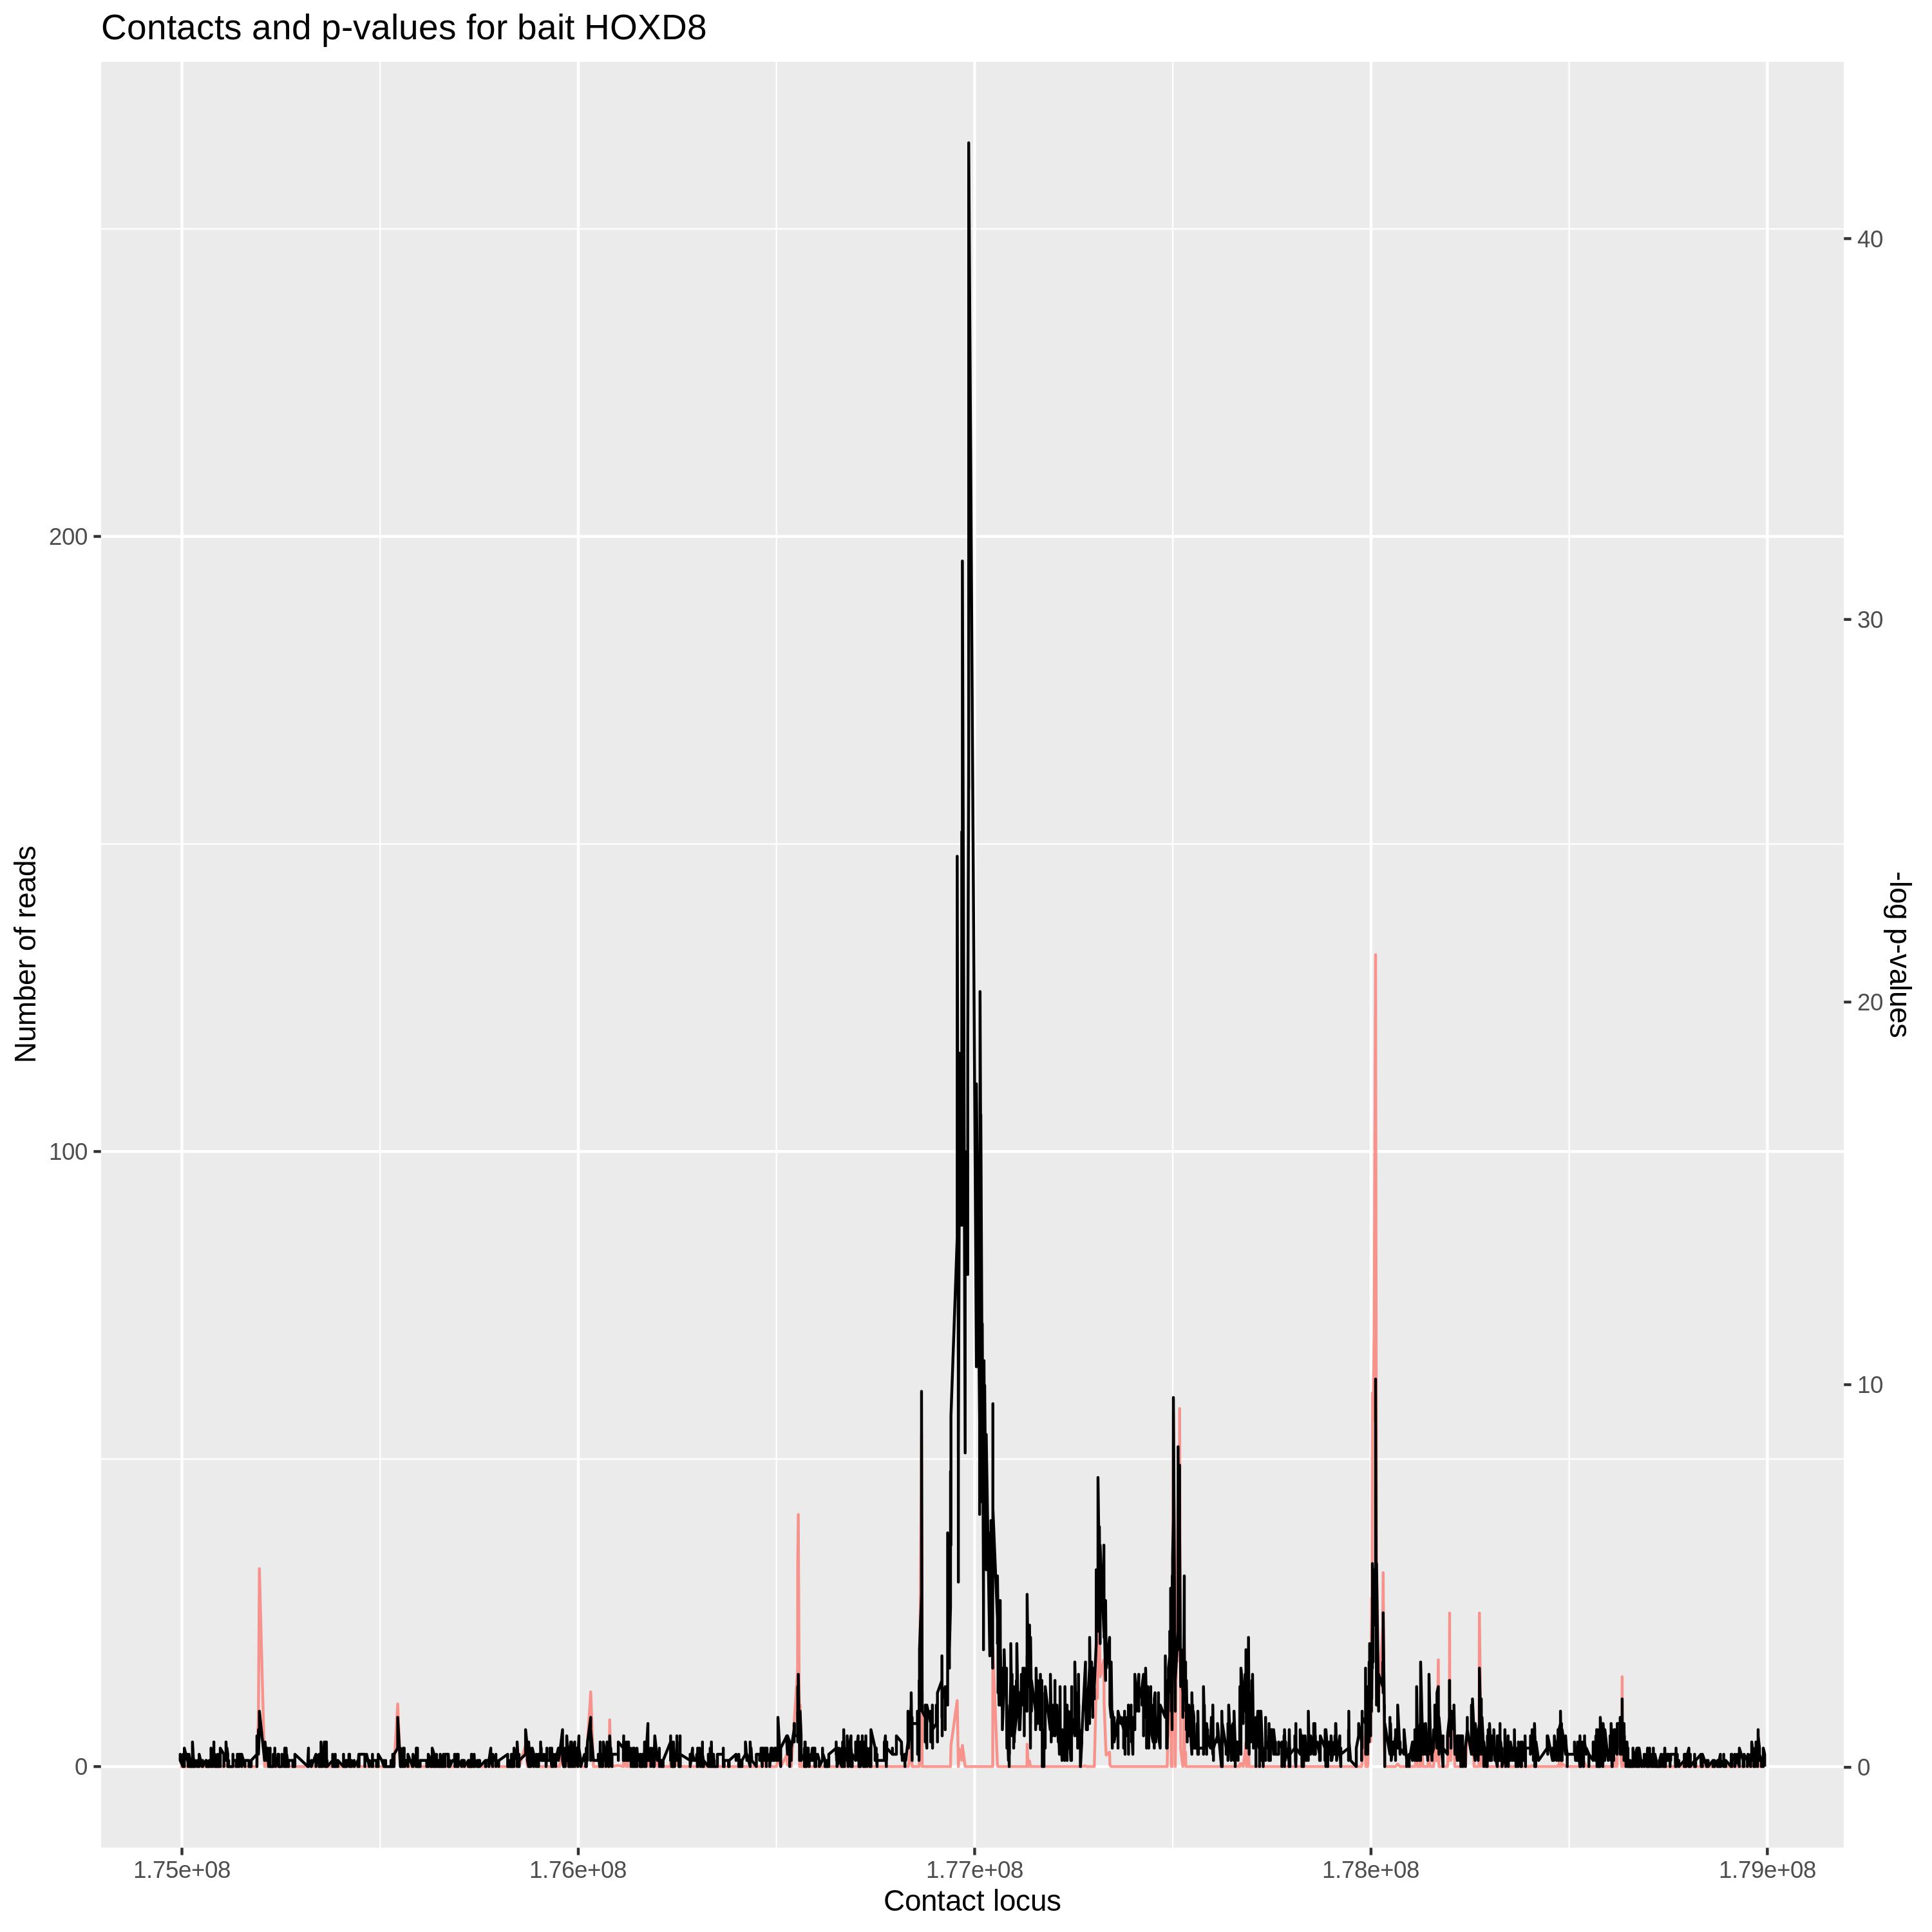 Contacts and p-values for bait HOXD8
Number of reads
200
100
0
40
30
20
10
0
-log p-values
1.75e+08 1.76e+08 1.77e+08 1.78e+08 1.79e+08
Contact locus